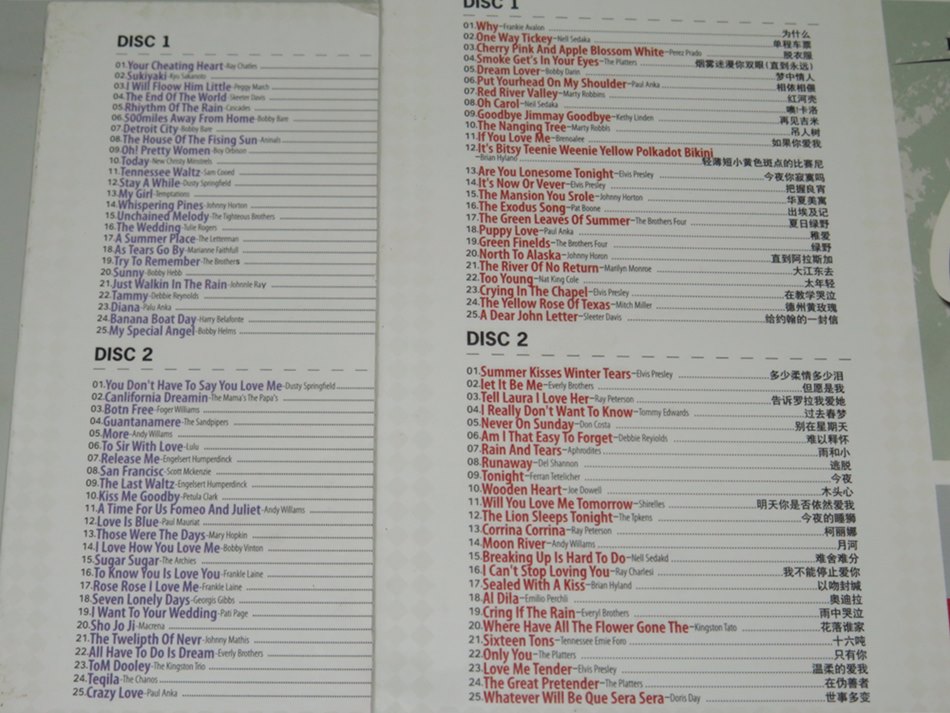 DISC 1
01.Your Cheating Heart-Ray Charles
02.Sukiyaki-Kyu Sakamoto
03.I Will Floow Him Little-Peggy March
04.The End Of The World-Skeeter Davis
05.Rhiythm Of The Rain-Cascades
06.500miles Away From Home-Bobby Bare
07.Detroit City-Bobby Bare
08.The House Of The Fising Sun-Animals
09.Oh! Pretty Women-Roy Orbison
10.Today-New Christy Minstrels
11.Tennessee Waltz-Sam Cooed
12.Stay A While-Dusty Springfield
13.My Girl-Temptations
14.Whispering Pines-Johnny Horton
15.Unchained Melody-The Tighteous Brothers
16.The Wedding-Tulie Rogers
17.A Summer Place-The Letterman
18.As Tears Go By-Marianne Faithfull
19.Try To Remember-The Brothers
20.Sunny-Bobby Hebb
21.Just Walkin In The Rain-Johnnie Ray
22.Tammy-Debbie Reynolds
23.Diana-Palu Anka
24.Banana Boat Day-Harry Belafonte
25.My Special Angel-Bobby Helms
DISC 2
01.You Don't Have To Say You Love Me-Dusty Springfield
02.Canlifornia Dreamin-The Mama's The Papa's
03.Botn Free-Foger Williams
04.Guantanamere-The Sandpipers
05.More-Andy Willams
06.To Sir With Love-Lulu
07.Release Me-Engelsert Humperdinck
08.San Francisc-Scott Mckenzie
09.The Last Waltz-Engelsert Humperdinck
10.Kiss Me Goodby-Petula Clark
11.A Time For Us Fomeo And Juliet-Andy Williams
12.Love Is Blue-Paul Mauriat
13.Those Were The Days-Mary Hopkin
14.I Love How You Love Me-Bobby Vinton
15.Sugar Sugar-The Archies
16.To Know You Is Love You-Frankle Laine
17.Rose Rose I Love Me-Frankle Laine
18.Seven Lonely Days-Georgis Gibbs
19.I Want To Your Wedding-Pati Page
20.Sho Jo Ji-Macrena
21.The Twelipth Of Nevr-Johnny Mathis
22.All Have To Do Is Dream-Everly Brothers
23.ToM Dooley-The Kingston Trio
24.Teqila-The Chanos
25.Crazy Love-Paul Anka
DISC 1
01.Why-Frankie Avalon 为什么
02.One Way Tickey-Nell Sedaka 单程车票
03.Cherry Pink And Apple Blossom White-Perez Prado 脱衣服
04.Smoke Get's In Your Eyes-The Platters 烟雾迷漫你双眼(直到永远)
05.Dream Lover-Bobby Darin 梦中情人
06.Put Yourhead On My Shoulder-Paul Anka 相依相偎
07.Red River Valley-Marty Robbins 红河壳
08.Oh Carol-Neil Sedaka 噢!卡洛
09.Goodbye Jimmay Goodbye-Kethy Linden 再见吉米
10.The Nanging Tree-Marty Robbls 吊人树
11.If You Love Me-Brenoalee 如果你爱我
12.It's Bitsy Teenie Weenie Yellow Polkadot Bikini
-Brian Hyland 轻薄短小黄色斑点的比赛尼
13.Are You Lonesome Tonight-Elvis Presley 今夜你寂寞吗
14.It's Now Or Vever-Elvis Presley 把握良宵
15.The Mansion You Srole-Johnny Horton 华夏美寓
16.The Exodus Song-Pat Boone 出埃及记
17.The Green Leaves Of Summer-The Brothers Four 夏日绿野
18.Puppy Love-Paul Anka 稚爱
19.Green Finelds-The Brothers Four 绿野
20.North To Alaska-Johnny Horon 直到阿拉斯加
21.The River Of No Return-Marilyn Monroe 大江东去
22.Too Young-Nat King Cole 太年轻
23.Crying In The Chapel-Elvis Presley 在教学哭泣
24.The Yellow Rose Of Texas-Mitch Miller 德州黄玫瑰
25.A Dear John Letter-Sleeter Davis 给约翰的一封信
DISC 2
01.Summer Kisses Winter Tears-Elvis Presley 多少柔情多少泪
02.let It Be Me-Everly Brothers 但愿是我
03.Tell Laura I Love Her-Ray Peterson 告诉罗拉我爱她
04.I Really Don't Want To Know-Tommy Edwards 过去春梦
05.Never On Sunday-Don Costa 别在星期天
06.Am I That Easy To Forget-Debbie Reyiolds 难以释怀
07.Rain And Tears-Aphrodites 雨和小
08.Runaway-Del Shannon 逃脱
09.Tonight-Ferran Tetelicher 今夜
10.Wooden Heart-Joe Dowell 木头心
11.Will You Love Me Tomorrow-Shirelles 明天你是否依然爱我
12.The Lion Sleeps Tonight-The Tpkens 今夜的睡狮
13.Corrina Corrina-Ray Peterson 柯丽娜
14.Moon River-Andy Willams 月河
15.Breaking Up Is Hard To Do-Nell Sedakd 难舍难分
16.I Can't Stop Loving You-Ray Charlesi 我不能停止爱你
17.Sealed With A Kiss-Brian Hyland 以吻封缄
18.Al Dila-Emilio Perchli 奥迪拉
19.Cring If The Rain-Everyl Brothers 雨中哭泣
20.Where Have All The Flower Gone The-Kingston Tato 花落谁家
21.Sixteen Tons-Tennessee Ernie Foro 十六吨
22.Only You-The Platters 只有你
23.Love Me Tender-Elvis Presley 温柔的爱我
24.The Great Pretender-The Platers 在伪善者
25.Whatever Will Be Que Sera Sera-Doris Day 世事多变